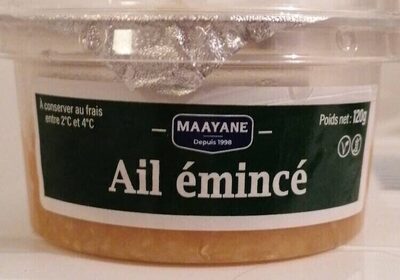 À conserver au frais
entre 2°C et 4°C
MAAYANE
Depuis 1998
Poids net : 120g
Ail émincé